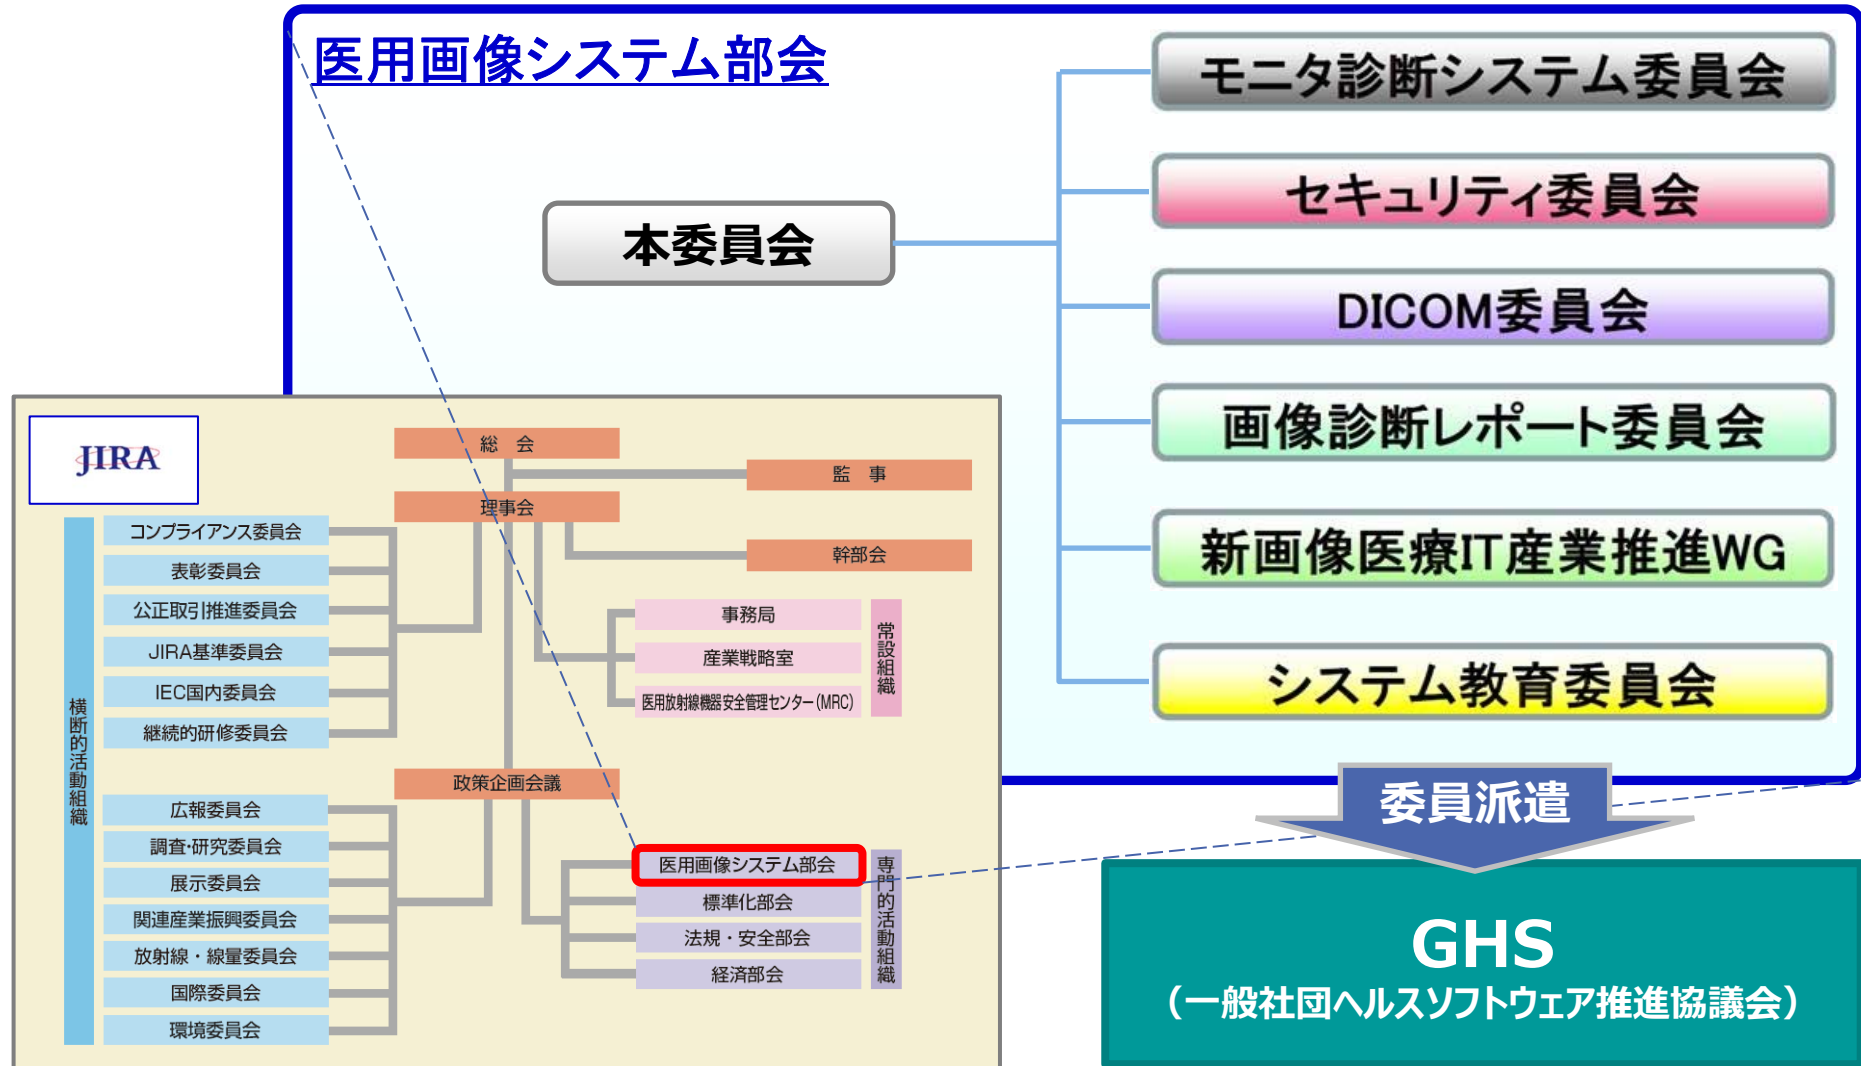 医用画像システム部会
本委員会
モニタ診断システム委員会
セキュリティ委員会
DICOM委員会
画像診断レポート委員会
新画像医療IT産業推進WG
システム教育委員会
委員派遣
GHS
（一般社団ヘルスソフトウェア推進協議会）
JIRA
総　会
監　事
理事会
幹部会
横断的活動組織
コンプライアンス委員会
表彰委員会
公正取引推進委員会
JIRA基準委員会
IEC国内委員会
継続的研修委員会
事務局
産業戦略室
医用放射線機器安全管理センター（MRC）
常設組織
政策企画会議
広報委員会
調査・研究委員会
展示委員会
関連産業振興委員会
放射線・線量委員会
国際委員会
環境委員会
医用画像システム部会
標準化部会
法規・安全部会
経済部会
専門的活動組織